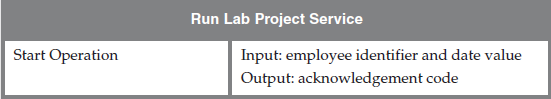 Run Lab Project Service
Start Operation
Input: employee identifier and date value
Output: acknowledgement code